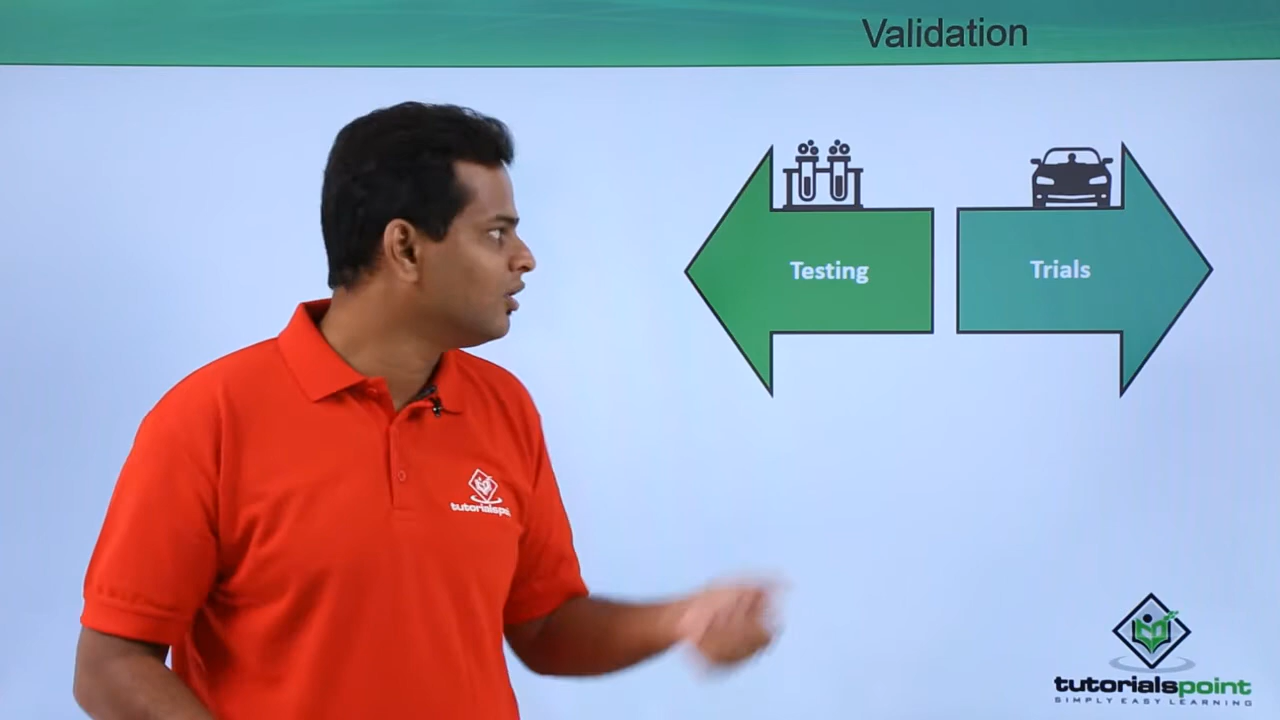 Validation
Testing
Trials
tutorialspoint
tutorialspoint
SIMPLY EASY LEARNING